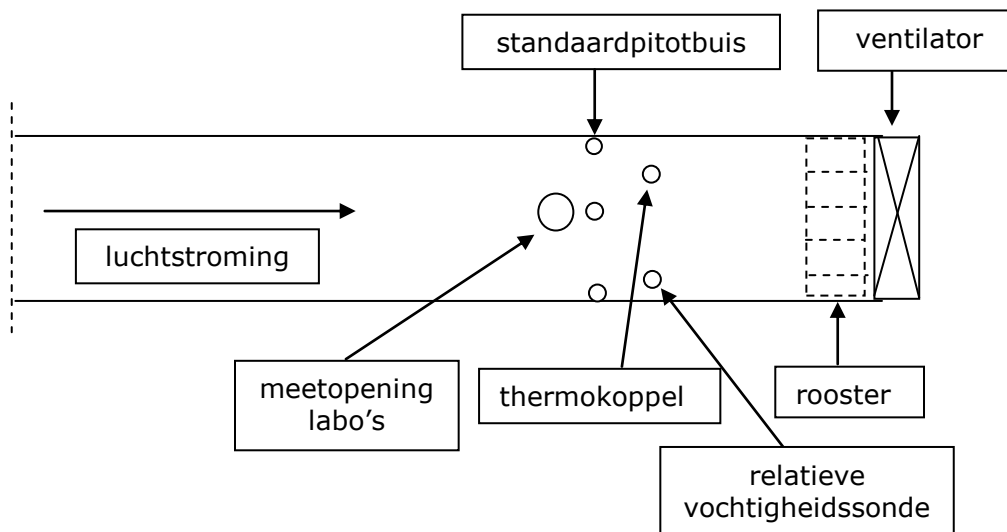 standaardpitotbuis
ventilator
luchtstroming
meetopening
labo's
thermokoppel
rooster
relatieve
vochtigheidssonde